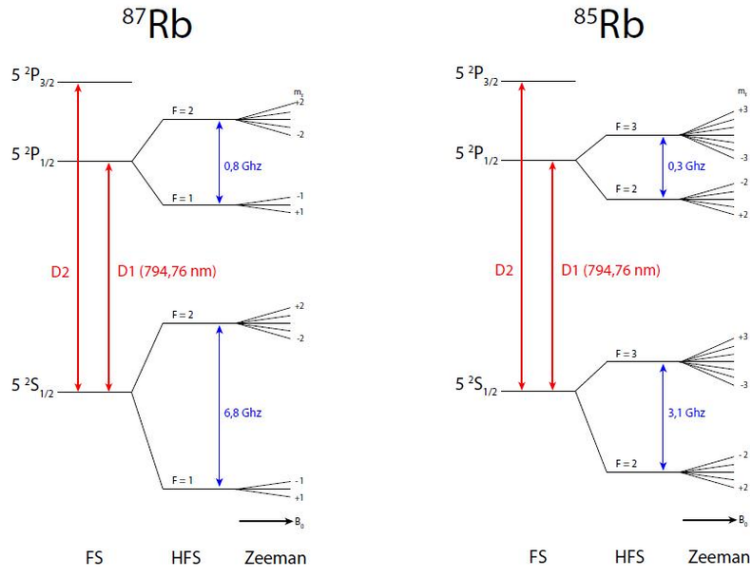 ⁸⁷Rb
5 ²P₃/₂
m_F
+2
F = 2
-2
5 ²P₁/₂
0,8 Ghz
-1
F = 1
+1
D2
D1 (794,76 nm)
+2
F = 2
-2
5 ²S₁/₂
6,8 Ghz
-1
F = 1
+1
B₀
FS HFS Zeeman
⁸⁵Rb
5 ²P₃/₂
m_F
+3
F = 3
-3
5 ²P₁/₂
0,3 Ghz
-2
F = 2
+2
D2
D1 (794,76 nm)
+3
F = 3
-3
5 ²S₁/₂
3,1 Ghz
-2
F = 2
+2
B₀
FS HFS Zeeman